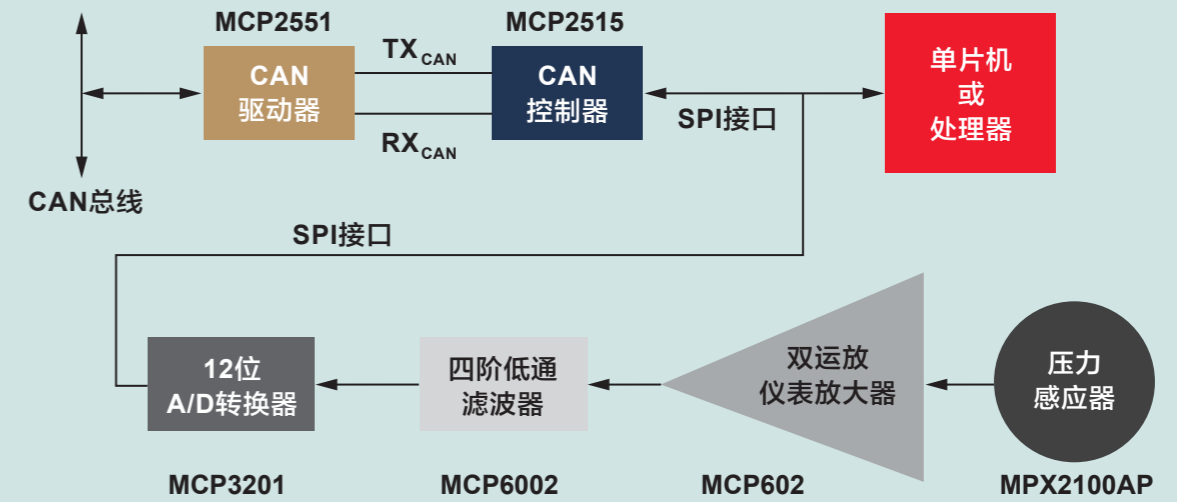 MCP2551
MCP2515
TXCAN
CAN
驱动器
CAN
控制器
单片机
或
处理器
SPI接口
RXCAN
CAN总线
SPI接口
12位
A/D转换器
四阶低通
滤波器
双运放
仪表放大器
压力
感应器
MCP3201
MCP6002
MCP602
MPX2100AP